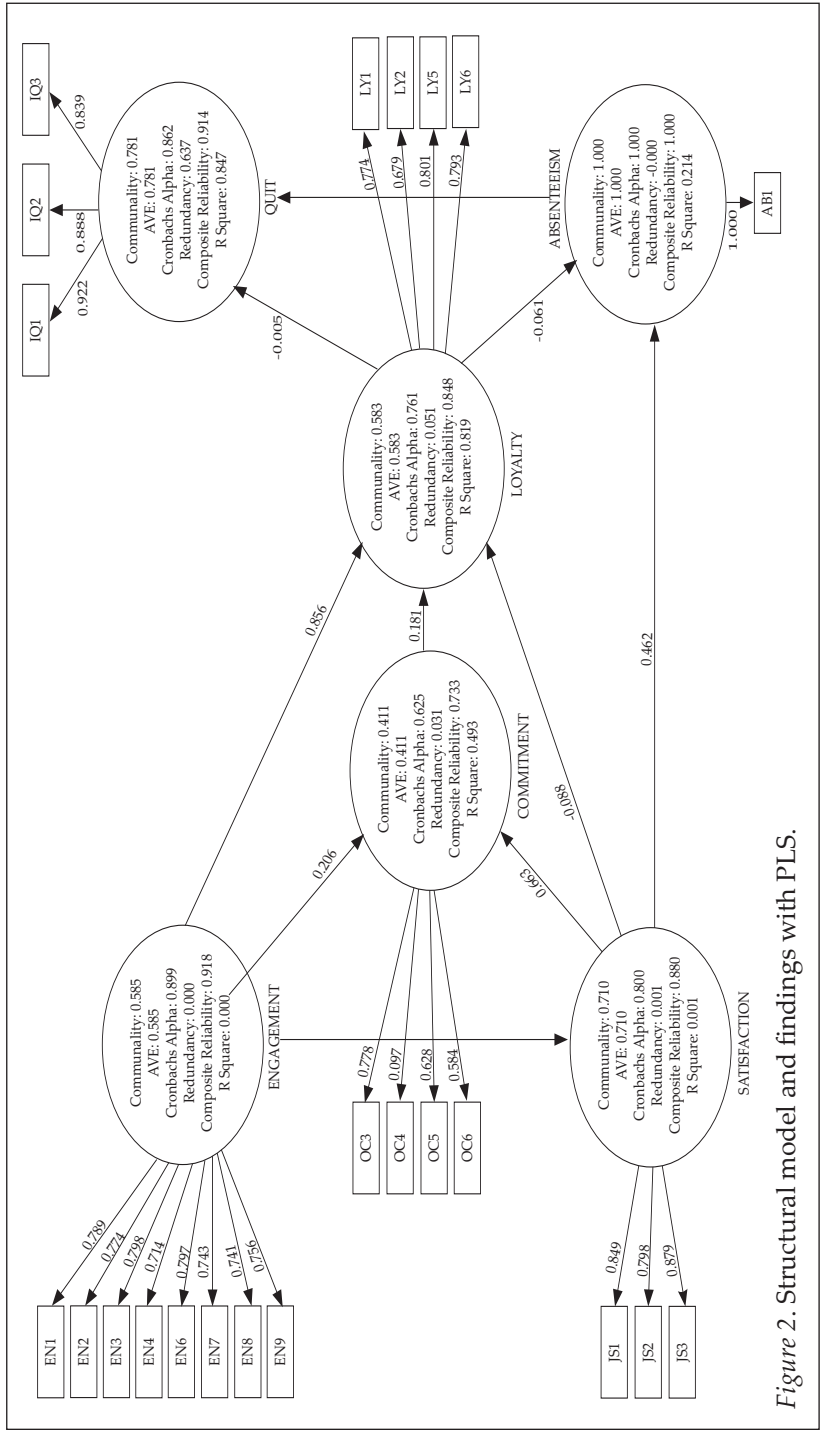 EN1
EN2
EN3
EN4
EN6
EN7
EN8
EN9
0.789
0.774
0.798
0.714
0.797
0.743
0.741
0.756
Communality: 0.585
AVE: 0.585
Cronbachs Alpha: 0.899
Redundancy: 0.000
Composite Reliability: 0.918
R Square: 0.000
ENGAGEMENT
0.856
0.206
OC3
OC4
OC5
OC6
0.778
0.097
0.628
0.584
Communality: 0.411
AVE: 0.411
Cronbachs Alpha: 0.625
Redundancy: 0.031
Composite Reliability: 0.733
R Square: 0.493
COMMITMENT
0.181
0.663
-0.088
0.462
JS1
JS2
JS3
0.849
0.798
0.879
Communality: 0.710
AVE: 0.710
Cronbachs Alpha: 0.800
Redundancy: 0.001
Composite Reliability: 0.880
R Square: 0.001
SATISFACTION
Communality: 0.583
AVE: 0.583
Cronbachs Alpha: 0.761
Redundancy: 0.051
Composite Reliability: 0.848
R Square: 0.819
LOYALTY
-0.005
-0.061
IQ1
IQ2
IQ3
0.922
0.888
0.839
Communality: 0.781
AVE: 0.781
Cronbachs Alpha: 0.862
Redundancy: 0.637
Composite Reliability: 0.914
R Square: 0.847
QUIT
0.774
0.679
0.801
0.793
LY1
LY2
LY5
LY6
ABSENTEEISM
Communality: 1.000
AVE: 1.000
Cronbachs Alpha: 1.000
Redundancy: -0.000
Composite Reliability: 1.000
R Square: 0.214
1.000
AB1
Figure 2. Structural model and findings with PLS.